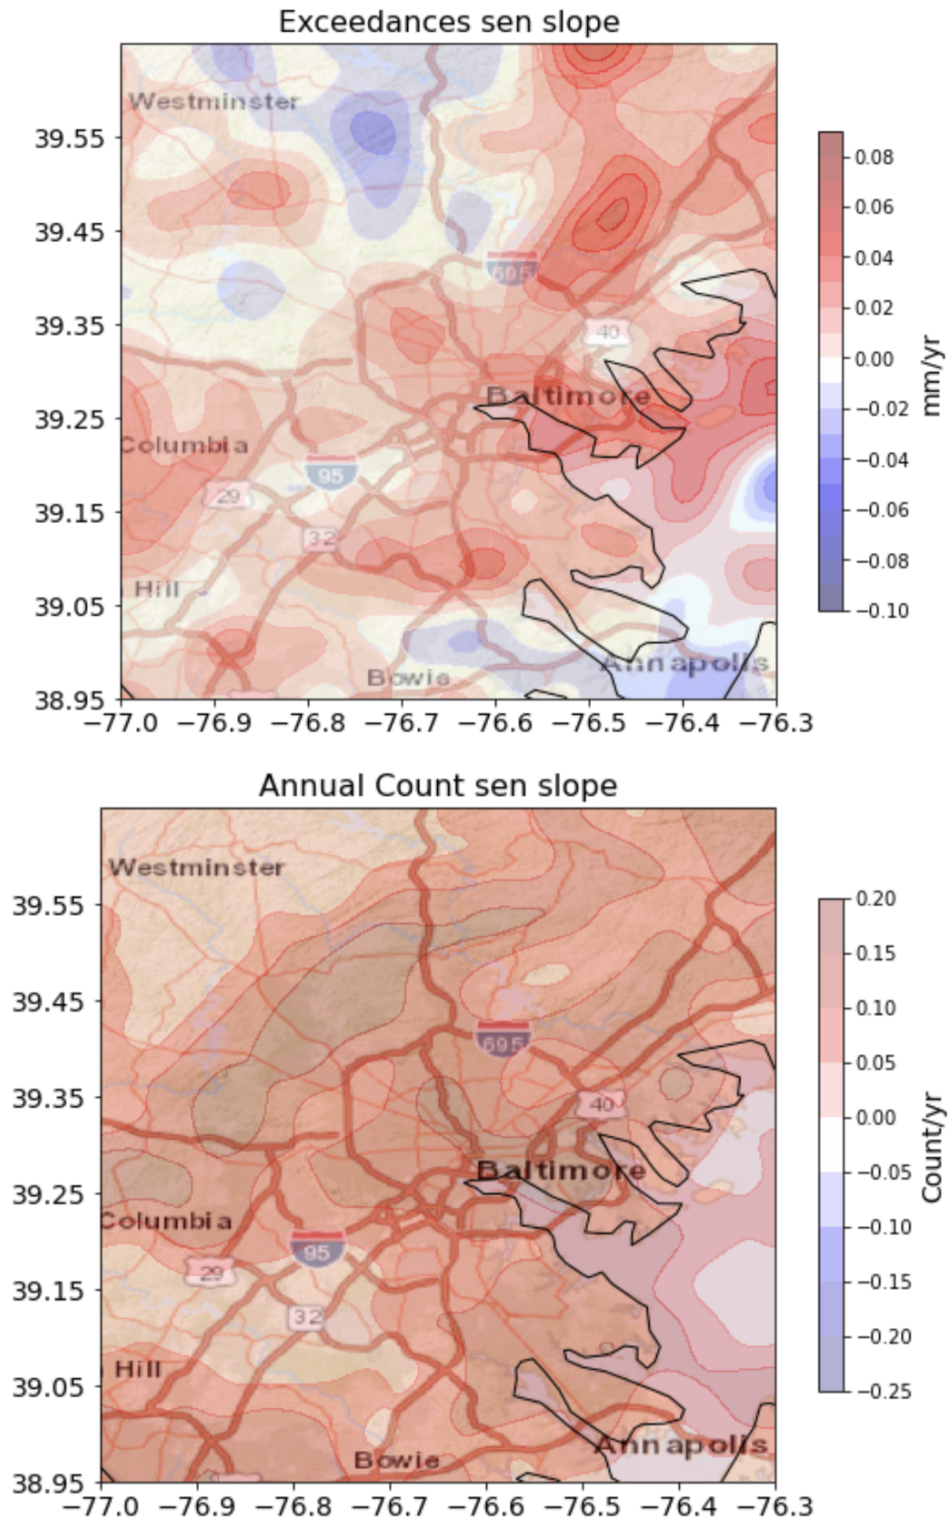 Exceedances sen slope
Westminster
39.55
0.08
0.06
39.45
605
0.04
0.02
39.35
40
0.00
mm/yr
Baltimore
−0.02
39.25
Columbia
−0.04
95
29
−0.06
39.15
32
−0.08
Hill
39.05
−0.10
Annapolis
Bowie
38.95
−77.0 −76.9 −76.8 −76.7 −76.6 −76.5 −76.4 −76.3
Annual Count sen slope
Westminster
39.55
0.20
0.15
39.45
695
0.10
0.05
39.35
40
0.00
Count/yr
Baltimore
−0.05
39.25
Columbia
−0.10
95
29
−0.15
39.15
32
−0.20
Hill
39.05
−0.25
Annapolis
Bowie
38.95
−77.0 −76.9 −76.8 −76.7 −76.6 −76.5 −76.4 −76.3